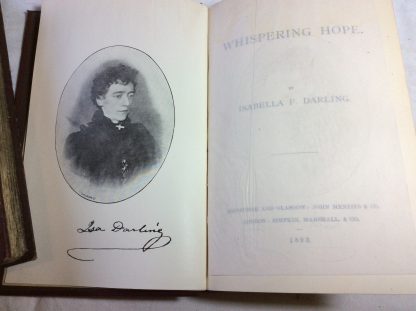 Isa Darling
WHISPERING HOPE.
BY
ISABELLA F. DARLING
EDINBURGH AND GLASGOW: JOHN MENZIES & CO.
LONDON: SIMPKIN, MARSHALL, & CO.